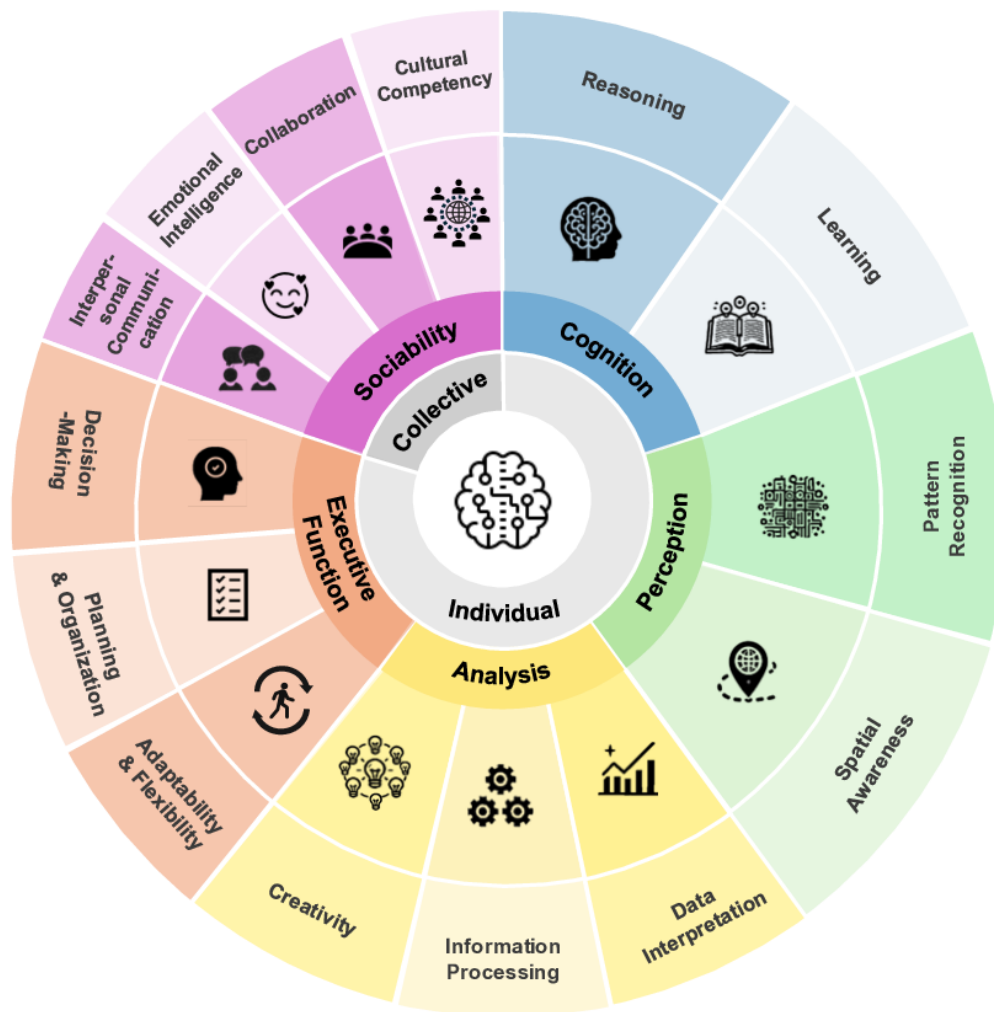 Cultural
Competency
Reasoning
Learning
Pattern
Recognition
Spatial
Awareness
Data
Interpretation
Information
Processing
Creativity
Adaptability
& Flexibility
Planning
& Organization
Decision
-Making
Interper-
sonal
Communi-
cation
Emotional
Intelligence
Collaboration
Sociability
Cognition
Perception
Analysis
Executive
Function
Collective
Individual